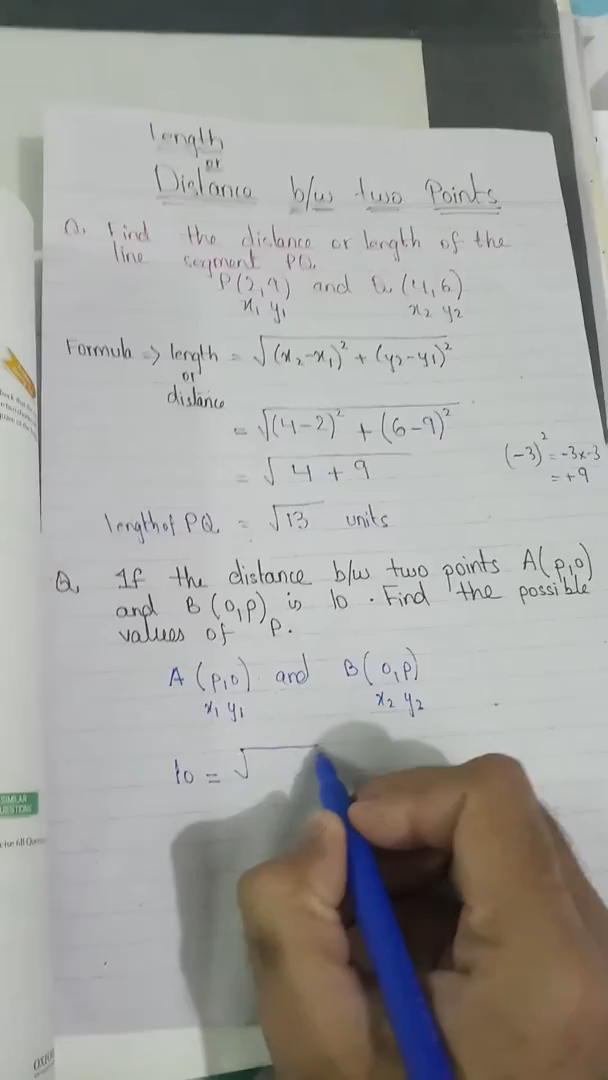 Length
or
Distance b/w two Points
Q. Find the distance or length of the
line segment PQ.
P(2,9) and Q(4,6)
x₁ y₁ x₂ y₂
Formula => length = √(x₂-x₁)² + (y₂-y₁)²
or
distance
= √(4-2)² + (6-9)²
(-3)² = -3x-3
= √4 + 9
= +9
length of PQ = √13 units
Q. If the distance b/w two points A(p,0)
and B(0,p) is 10. Find the possible
values of P.
A(p,0) and B(0,p)
x₁ y₁ x₂ y₂
10 = √
SIMILAR
QUESTIONS